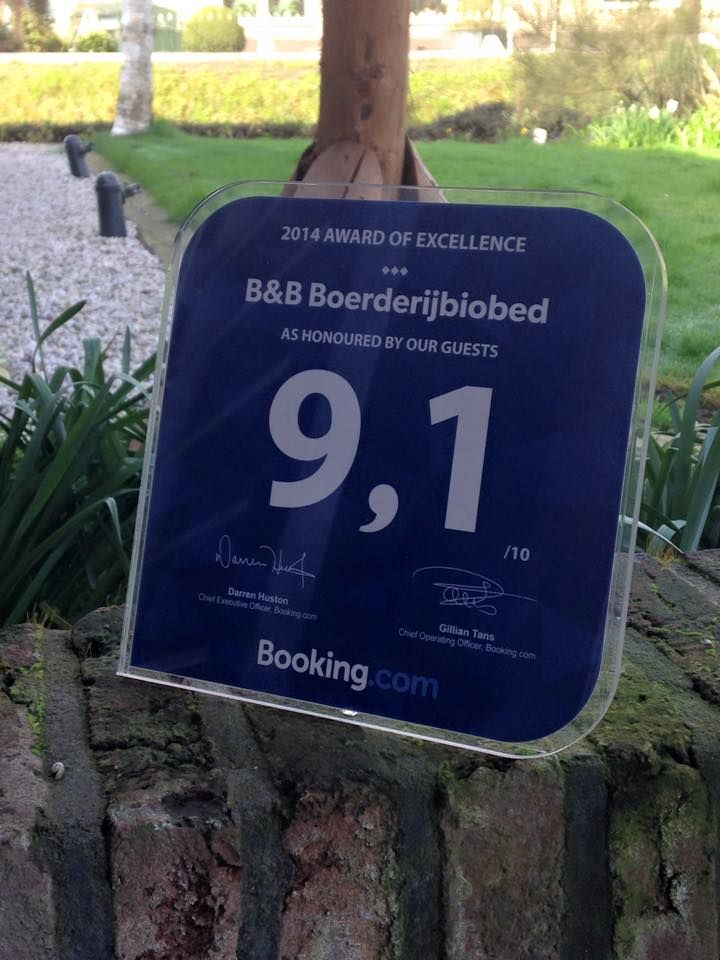 2014 AWARD OF EXCELLENCE
B&B Boerderijbiobed
AS HONOURED BY OUR GUESTS
9,1
/10
Darren Huston
Chief Executive Officer, Booking.com
Gillian Tans
Chief Operating Officer, Booking.com
Booking.com